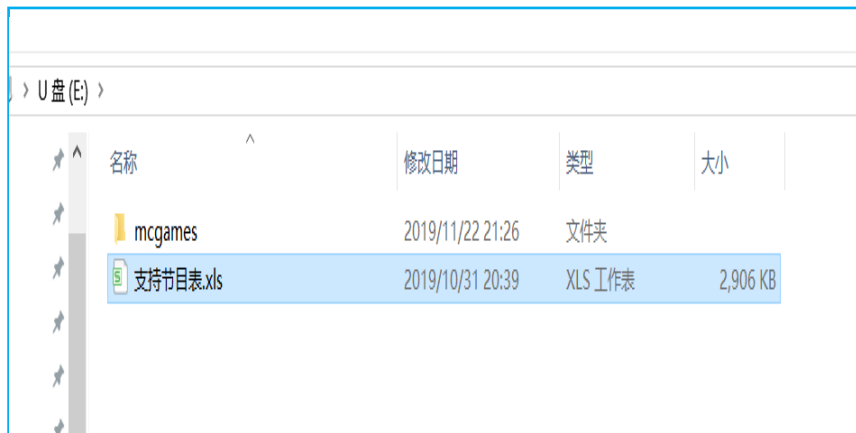 U 盘 (E:)
名称 修改日期 类型 大小
mcgames 2019/11/22 21:26 文件夹
支持节目表.xls 2019/10/31 20:39 XLS 工作表 2,906 KB